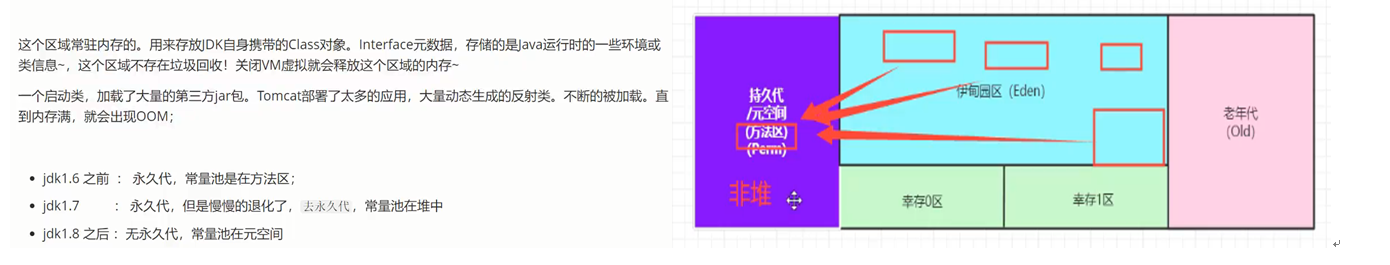 这个区域常驻内存的。用来存放JDK自身携带的Class对象。Interface元数据，存储的是Java运行时的一些环境或
类信息~，这个区域不存在垃圾回收！关闭VM虚拟就会释放这个区域的内存~
一个启动类，加载了大量的第三方jar包。Tomcat部署了太多的应用，大量动态生成的反射类。不断的被加载。直
到内存满，就会出现OOM；
jdk1.6 之前 ： 永久代，常量池是在方法区；
jdk1.7 ： 永久代，但是慢慢的退化了，去永久代，常量池在堆中
jdk1.8 之后：无永久代，常量池在元空间
持久代
/元空间
(方法区)
(Perm)
非堆
伊甸园区（Eden）
幸存0区
幸存1区
老年代
（Old）